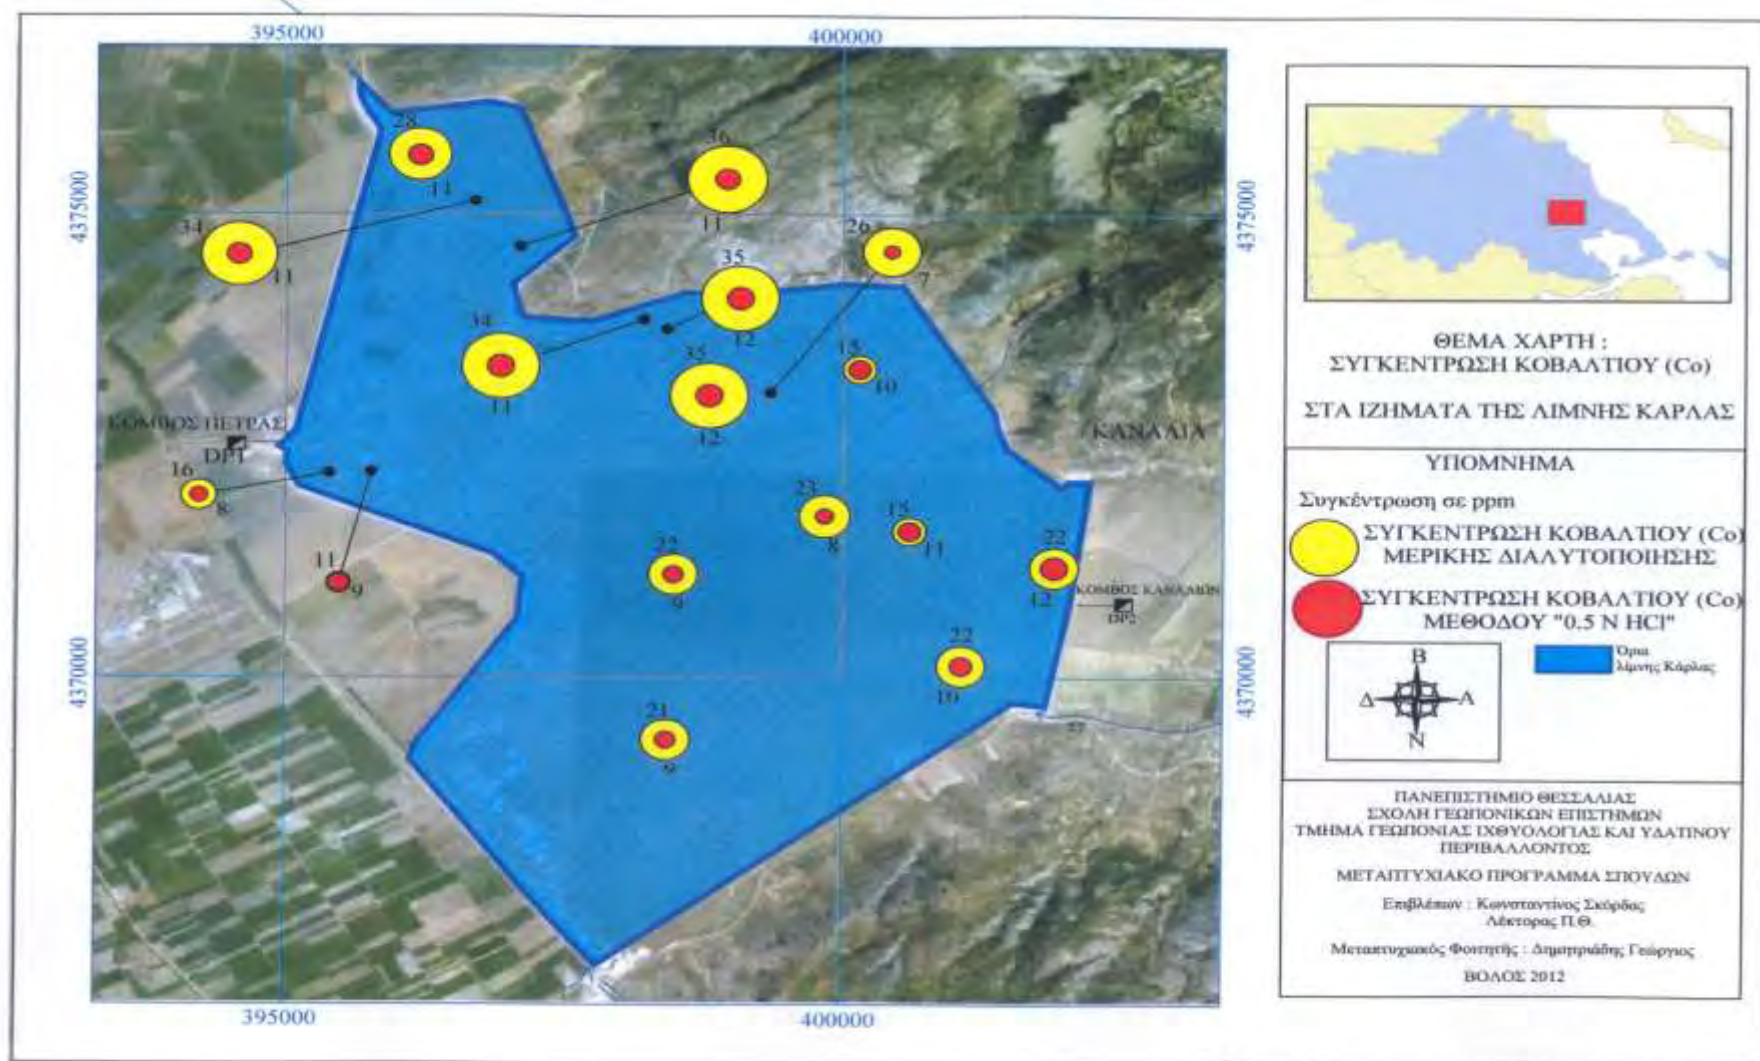 395000
400000
4375000
4375000
28
11
36
11
34
11
26
7
35
12
34
11
35
12
15
10
ΚΟΜΒΟΣ ΠΕΤΡΑΣ
DP1
ΚΑΝΑΛΙΑ
16
8
23
8
15
11
11
9
22
9
22
12
ΚΟΜΒΟΣ ΚΑΝΑΛΙΩΝ
DP2
22
10
21
9
4370000
4370000
395000
400000
ΘΕΜΑ ΧΑΡΤΗ :
ΣΥΓΚΕΝΤΡΩΣΗ ΚΟΒΑΛΤΙΟΥ (Co)
ΣΤΑ ΙΖΗΜΑΤΑ ΤΗΣ ΛΙΜΝΗΣ ΚΑΡΛΑΣ
ΥΠΟΜΝΗΜΑ
Συγκέντρωση σε ppm
ΣΥΓΚΕΝΤΡΩΣΗ ΚΟΒΑΛΤΙΟΥ (Co)
ΜΕΡΙΚΗΣ ΔΙΑΛΥΤΟΠΟΙΗΣΗΣ
ΣΥΓΚΕΝΤΡΩΣΗ ΚΟΒΑΛΤΙΟΥ (Co)
ΜΕΘΟΔΟΥ "0.5 N HCl"
Β
Δ Α
Ν
Όρια
λίμνης Κάρλας
ΠΑΝΕΠΙΣΤΗΜΙΟ ΘΕΣΣΑΛΙΑΣ
ΣΧΟΛΗ ΓΕΩΠΟΝΙΚΩΝ ΕΠΙΣΤΗΜΩΝ
ΤΜΗΜΑ ΓΕΩΠΟΝΙΑΣ ΙΧΘΥΟΛΟΓΙΑΣ ΚΑΙ ΥΔΑΤΙΝΟΥ
ΠΕΡΙΒΑΛΛΟΝΤΟΣ
ΜΕΤΑΠΤΥΧΙΑΚΟ ΠΡΟΓΡΑΜΜΑ ΣΠΟΥΔΩΝ
Επιβλέπων : Κωνσταντίνος Σκόρδας
Λέκτορας Π.Θ.
Μεταπτυχιακός Φοιτητής : Δημητριάδης Γεώργιος
ΒΟΛΟΣ 2012